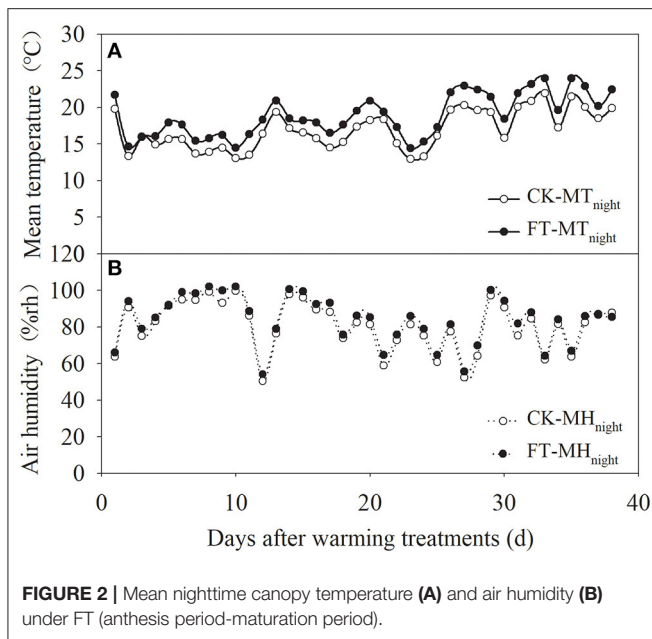 A
30
25
20
15
10
5
120
100
80
60
40
20
0
Mean temperature (°C)
CK-MTnight
FT-MTnight
B
Air humidity (%rh)
CK-MHnight
FT-MHnight
0 10 20 30 40
Days after warming treatments (d)
FIGURE 2 | Mean nighttime canopy temperature (A) and air humidity (B)
under FT (anthesis period-maturation period).